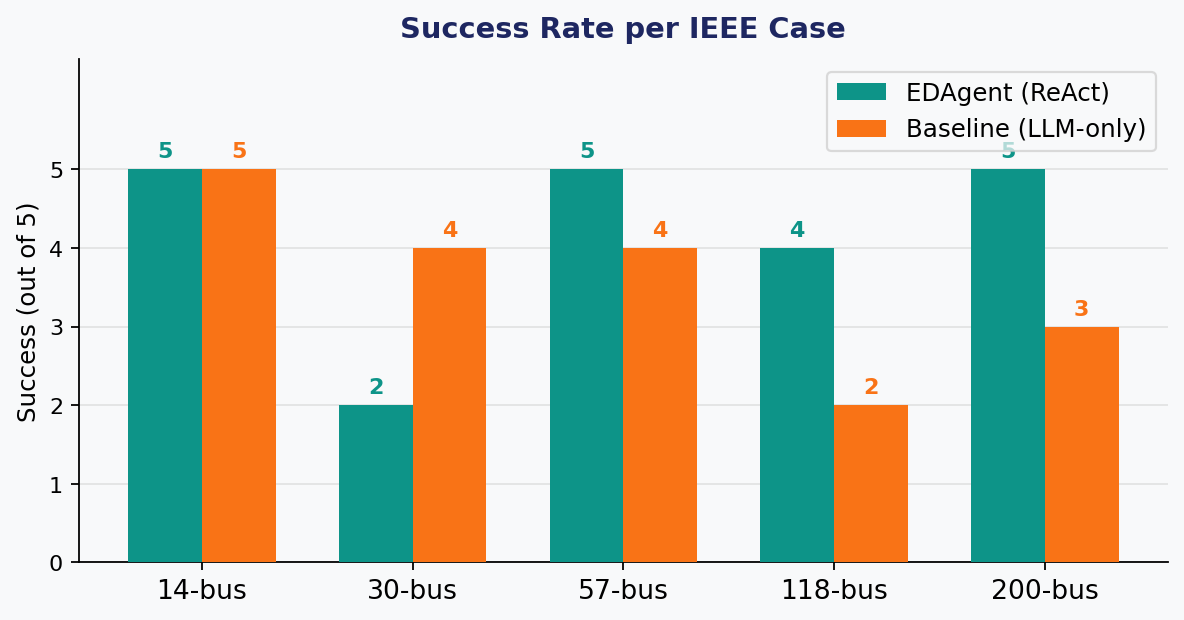 Success Rate per IEEE Case
EDAgent (ReAct)
Baseline (LLM-only)
Success (out of 5)
5
4
3
2
1
0
5
5
2
4
5
4
4
2
5
3
14-bus
30-bus
57-bus
118-bus
200-bus